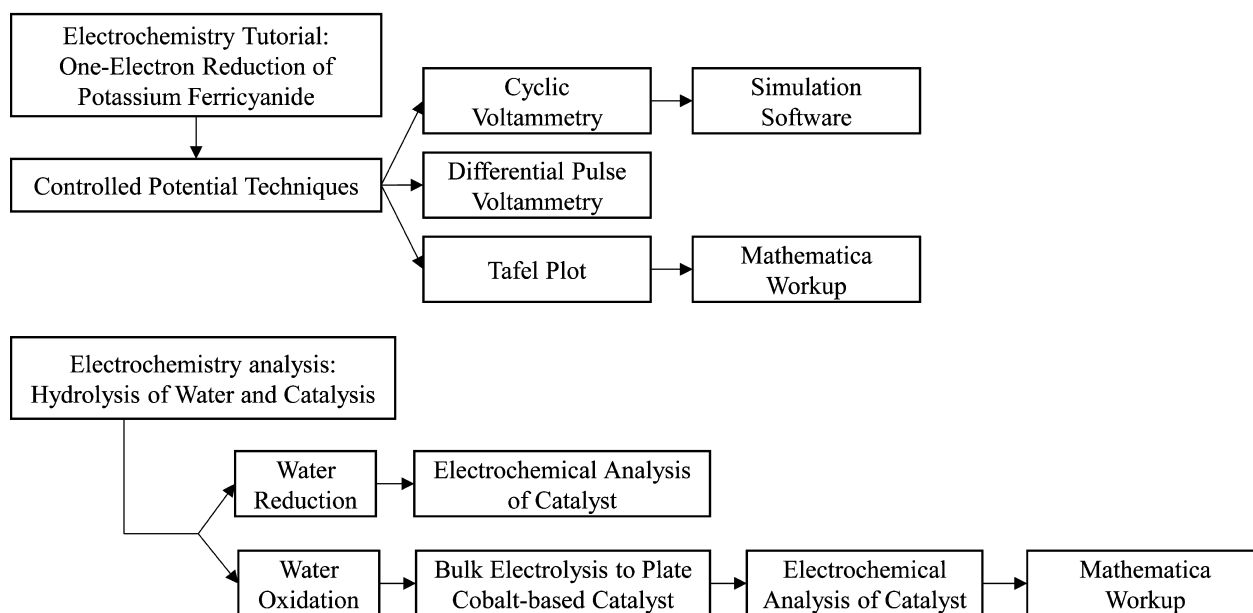 Electrochemistry Tutorial:
One-Electron Reduction of
Potassium Ferricyanide
Controlled Potential Techniques
Cyclic
Voltammetry
Simulation
Software
Differential Pulse
Voltammetry
Tafel Plot
Mathematica
Workup
Electrochemistry analysis:
Hydrolysis of Water and Catalysis
Water
Reduction
Electrochemical Analysis
of Catalyst
Water
Oxidation
Bulk Electrolysis to Plate
Cobalt-based Catalyst
Electrochemical
Analysis of Catalyst
Mathematica
Workup